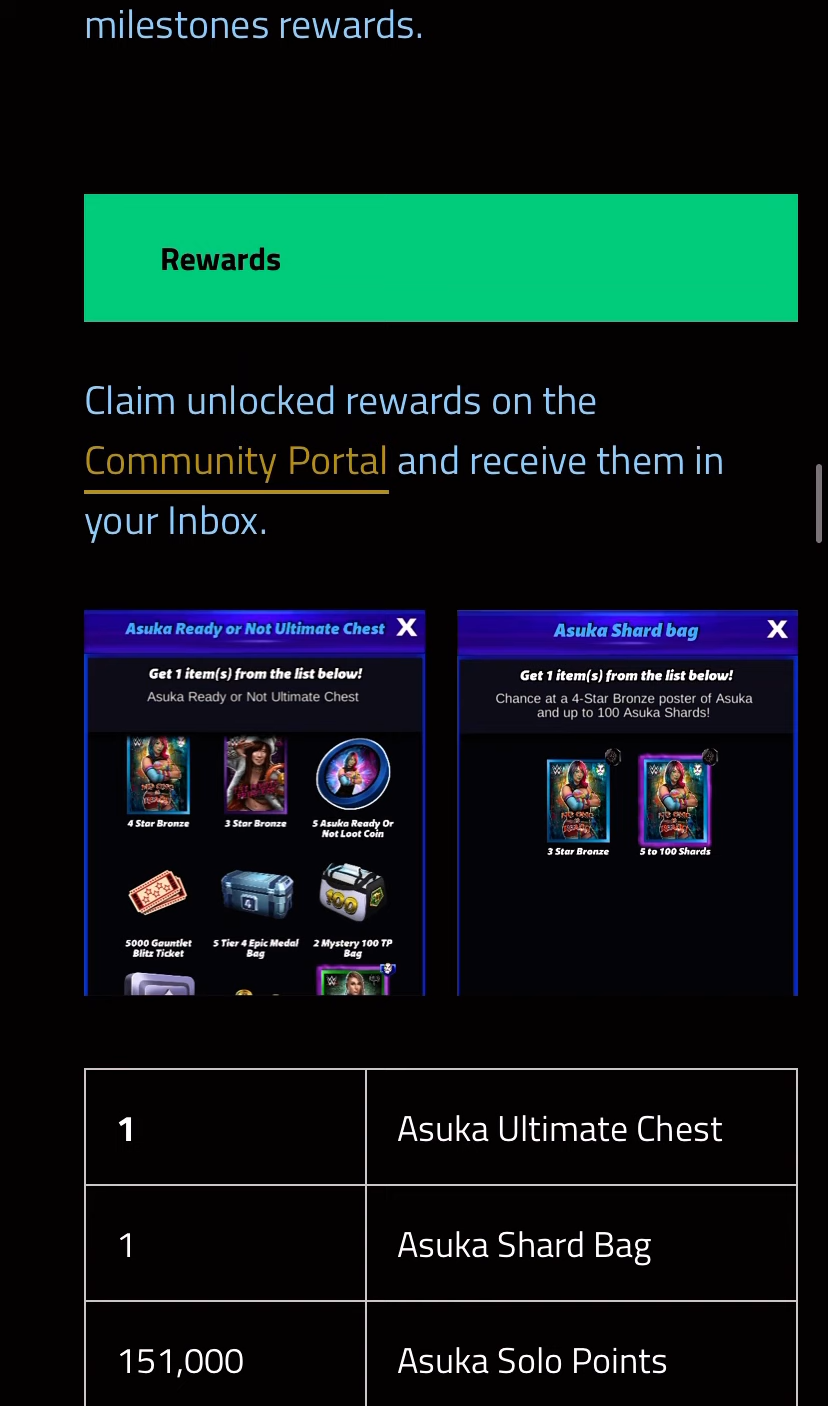 milestones rewards.
Rewards
Claim unlocked rewards on the
Community Portal and receive them in
your Inbox.
Asuka Ready or Not Ultimate Chest X
Get 1 item(s) from the list below!
Asuka Ready or Not Ultimate Chest
4 Star Bronze
3 Star Bronze
5 Asuka Ready Or
Not Loot Coin
5000 Gauntlet
Blitz Ticket
5 Tier 4 Epic Medal
Bag
2 Mystery 100 TP
Bag
Asuka Shard bag X
Get 1 item(s) from the list below!
Chance at a 4-Star Bronze poster of Asuka
and up to 100 Asuka Shards!
3 Star Bronze
5 to 100 Shards
1 Asuka Ultimate Chest
1 Asuka Shard Bag
151,000 Asuka Solo Points